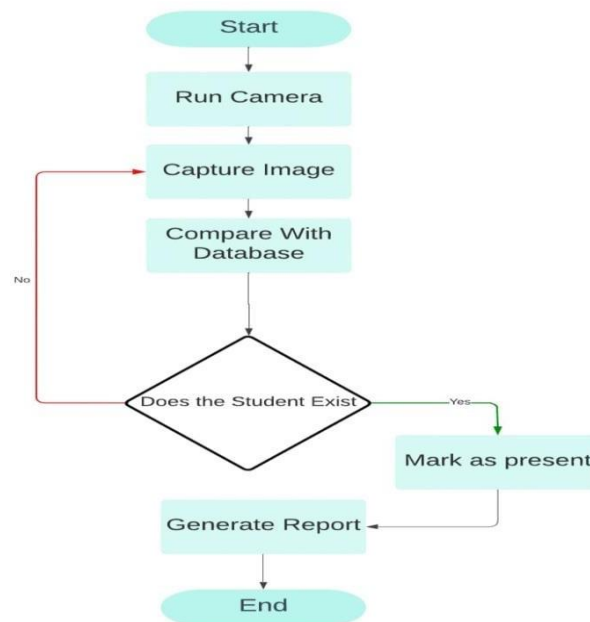 Start
Run Camera
Capture Image
Compare With
Database
No
Does the Student Exist
Yes
Mark as present
Generate Report
End